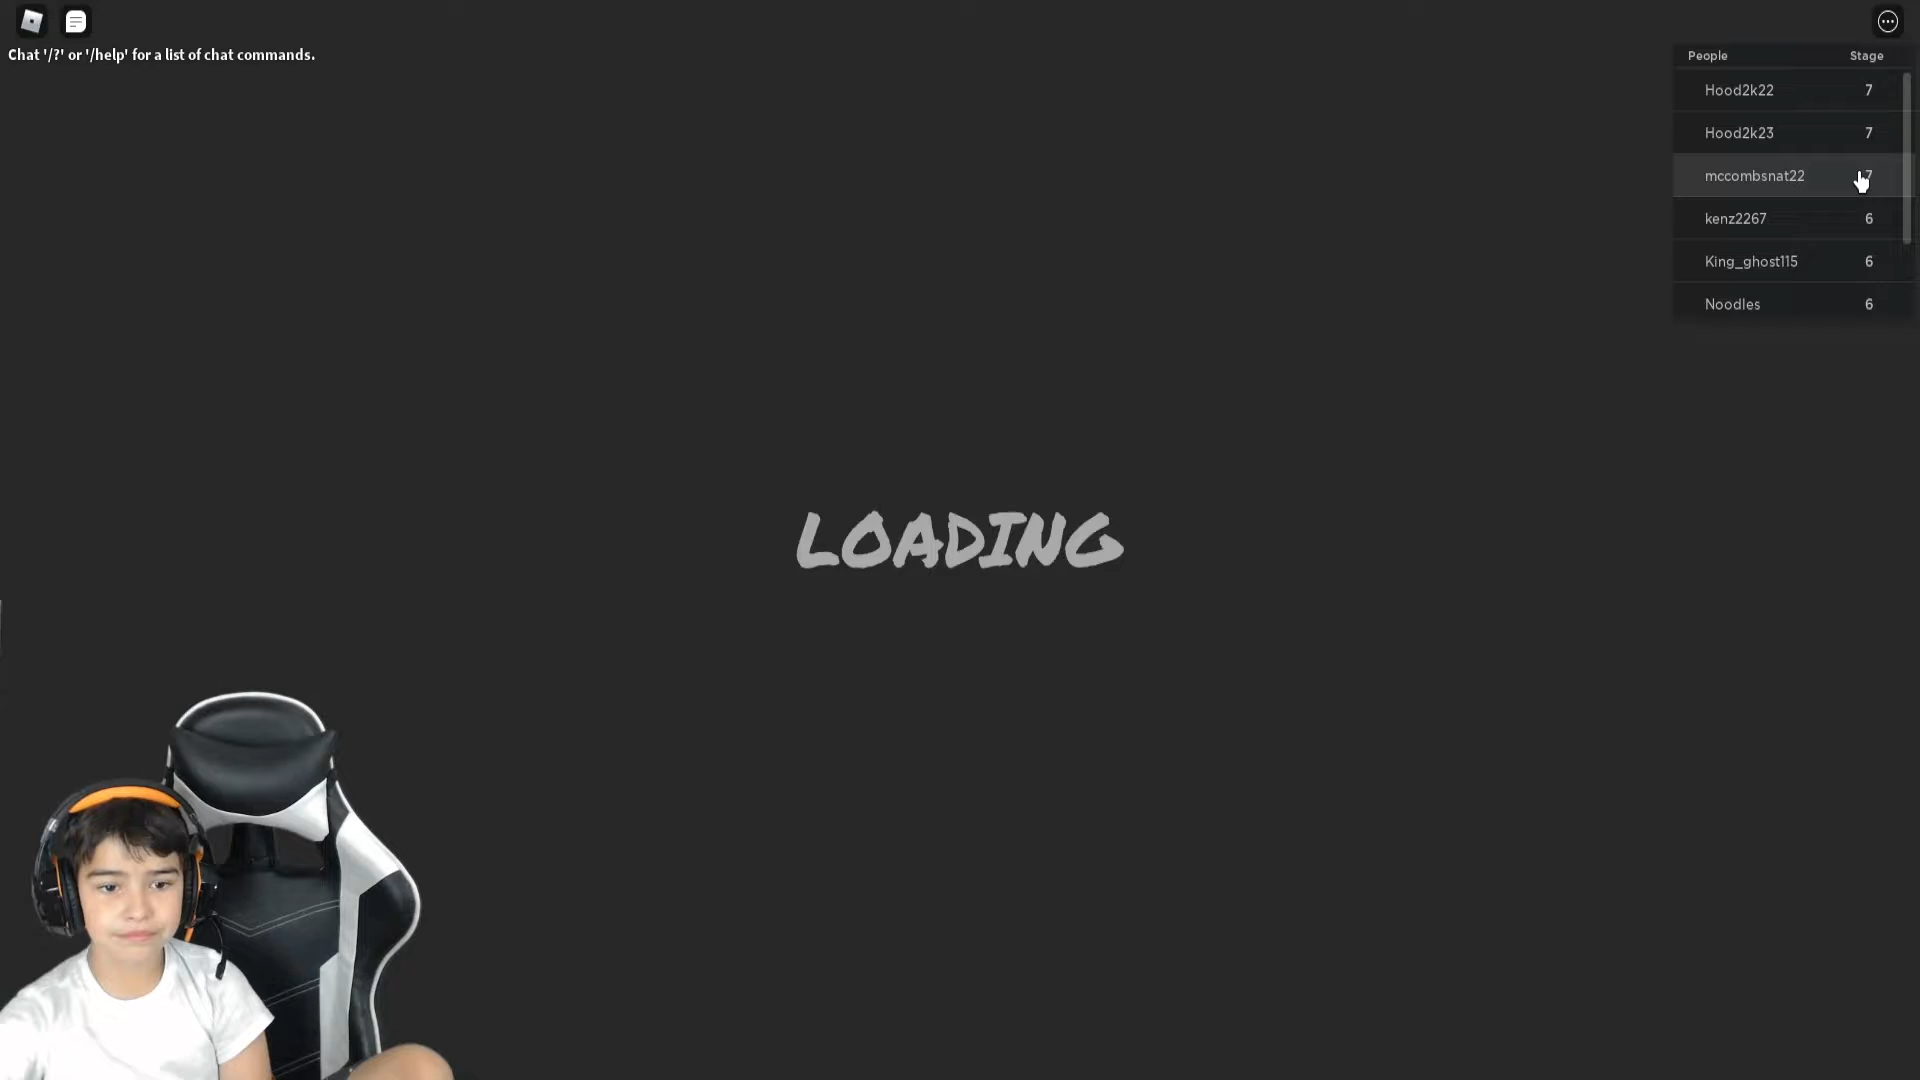 Chat '/?' or '/help' for a list of chat commands.
People Stage
Hood2k22 7
Hood2k23 7
mccombsnat22 7
kenz2267 6
King_ghost115 6
Noodles 6
LOADING